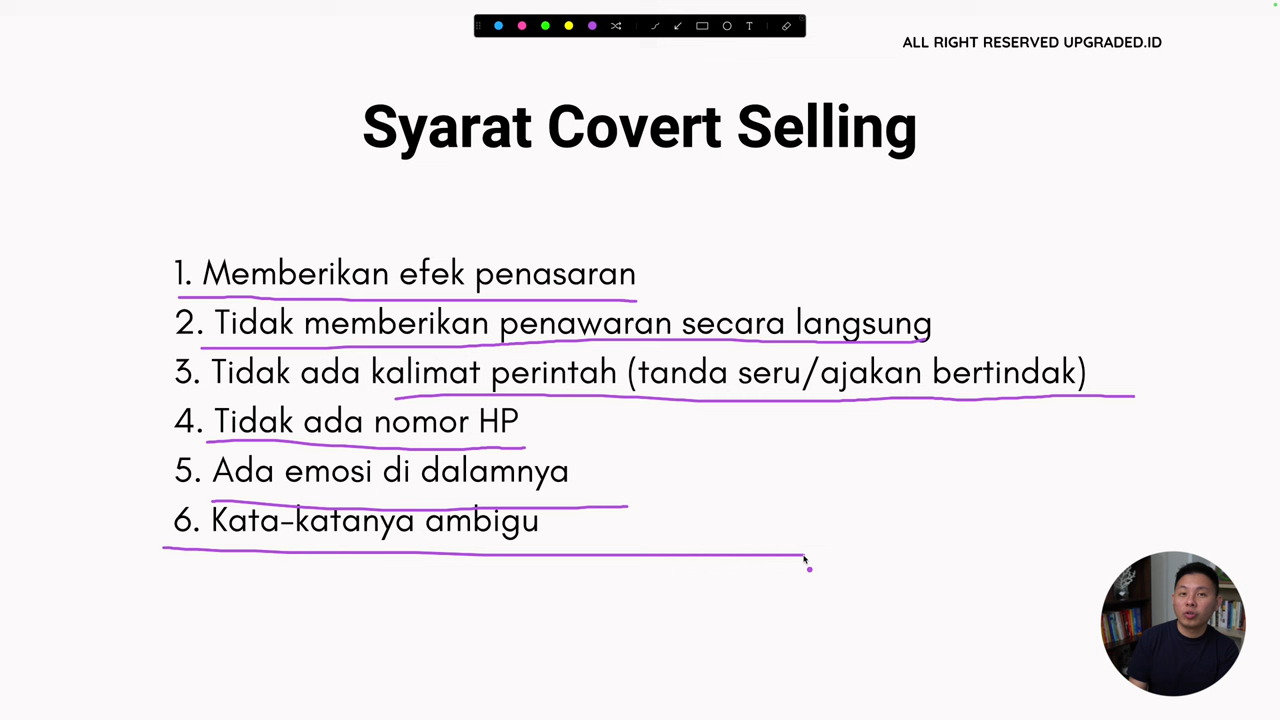 ALL RIGHT RESERVED UPGRADED.ID
Syarat Covert Selling
1. Memberikan efek penasaran
2. Tidak memberikan penawaran secara langsung
3. Tidak ada kalimat perintah (tanda seru/ajakan bertindak)
4. Tidak ada nomor HP
5. Ada emosi di dalamnya
6. Kata-katanya ambigu